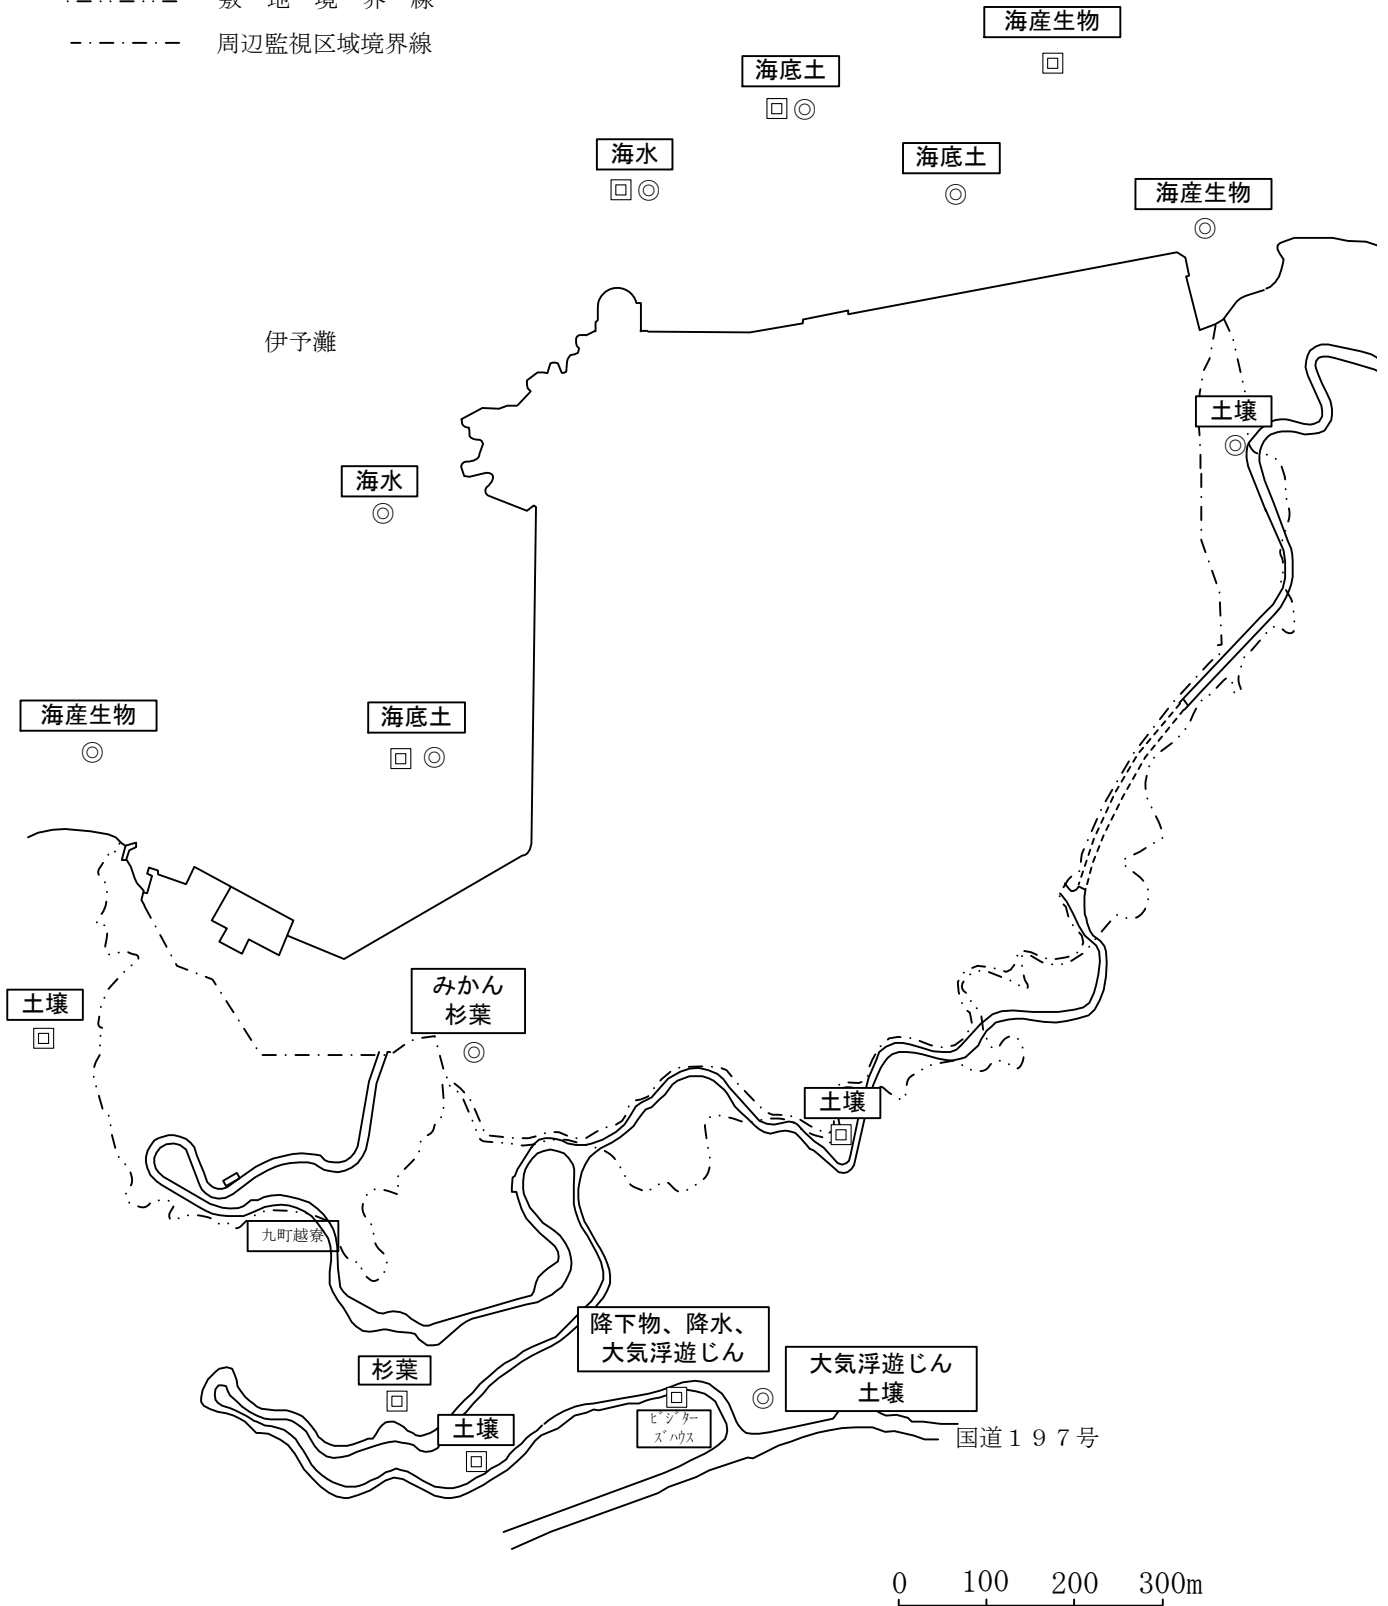 敷地境界線
周辺監視区域境界線
海産生物
海底土
海水
海底土
海産生物
伊予灘
土壌
海水
海産生物
海底土
土壌
みかん
杉葉
土壌
九町越寮
降下物、降水、
大気浮遊じん
大気浮遊じん
土壌
杉葉
土壌
ビジター
ズハウス
国道197号
0 100 200 300m